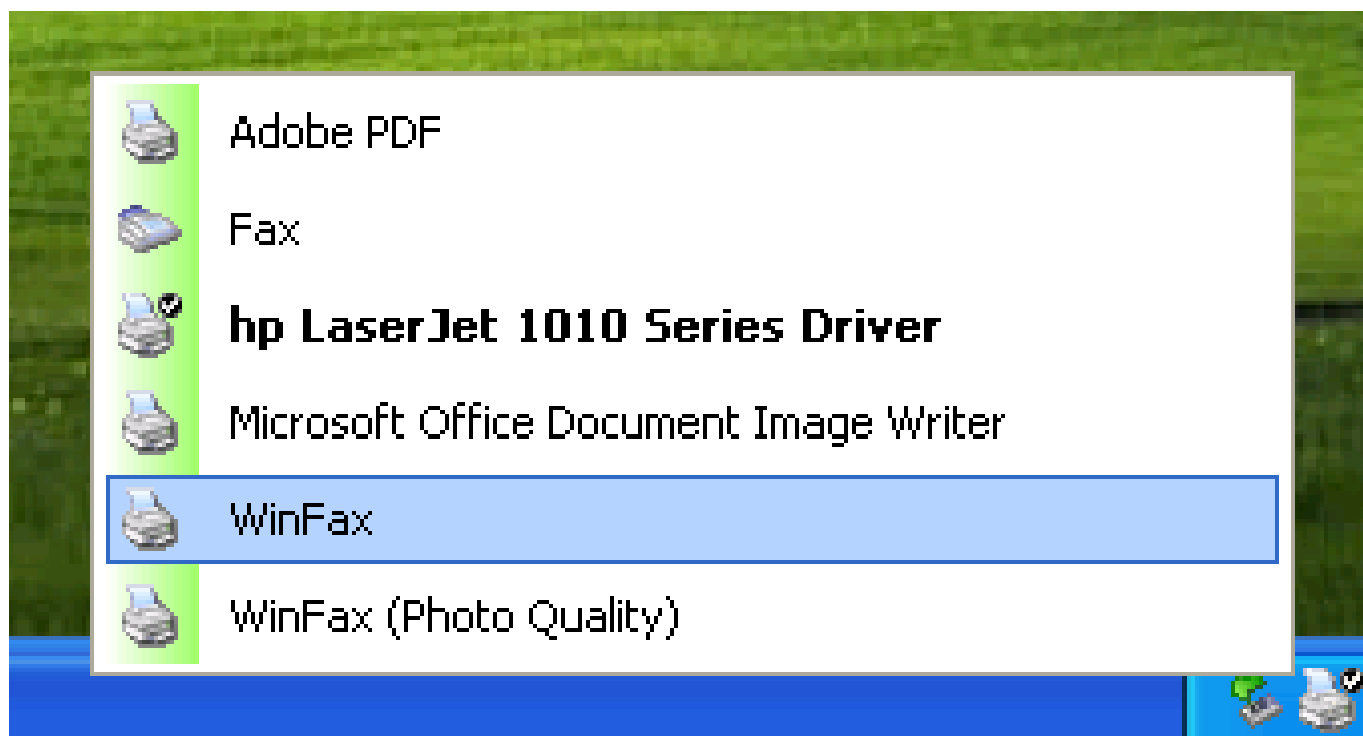 Adobe PDF
Fax
hp LaserJet 1010 Series Driver
Microsoft Office Document Image Writer
WinFax
WinFax (Photo Quality)